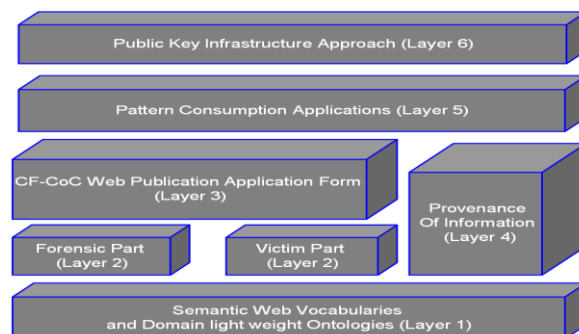 Public Key Infrastructure Approach (Layer 6)
Pattern Consumption Applications (Layer 5)
CF-CoC Web Publication Application Form
(Layer 3)
Provenance
Of Information
(Layer 4)
Forensic Part
(Layer 2)
Victim Part
(Layer 2)
Semantic Web Vocabularies
and Domain light weight Ontologies (Layer 1)